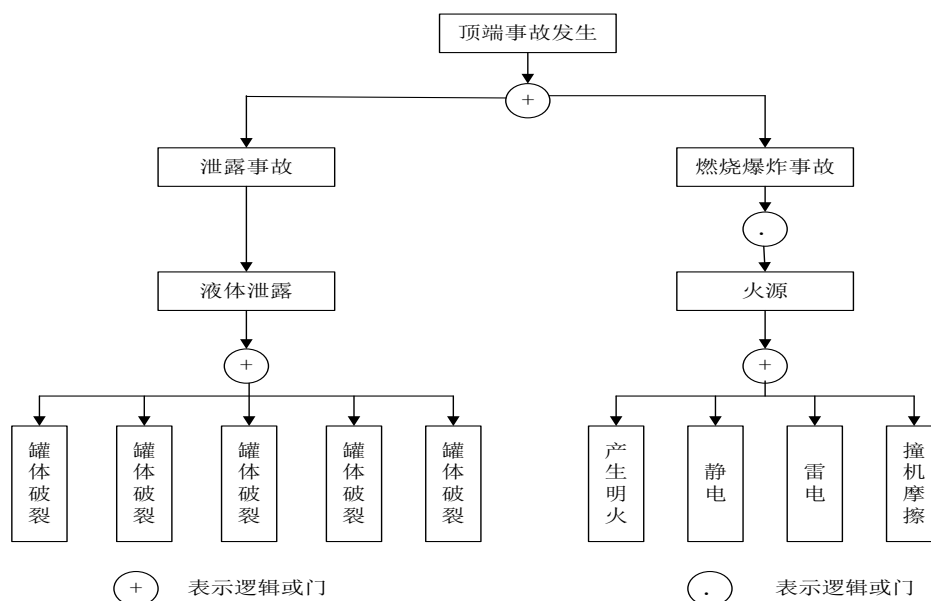 顶端事故发生
+
泄露事故
燃烧爆炸事故
.
液体泄露
火源
+
+
罐体破裂
罐体破裂
罐体破裂
罐体破裂
罐体破裂
产生明火
静电
雷电
撞机摩擦
+ 表示逻辑或门
. 表示逻辑或门